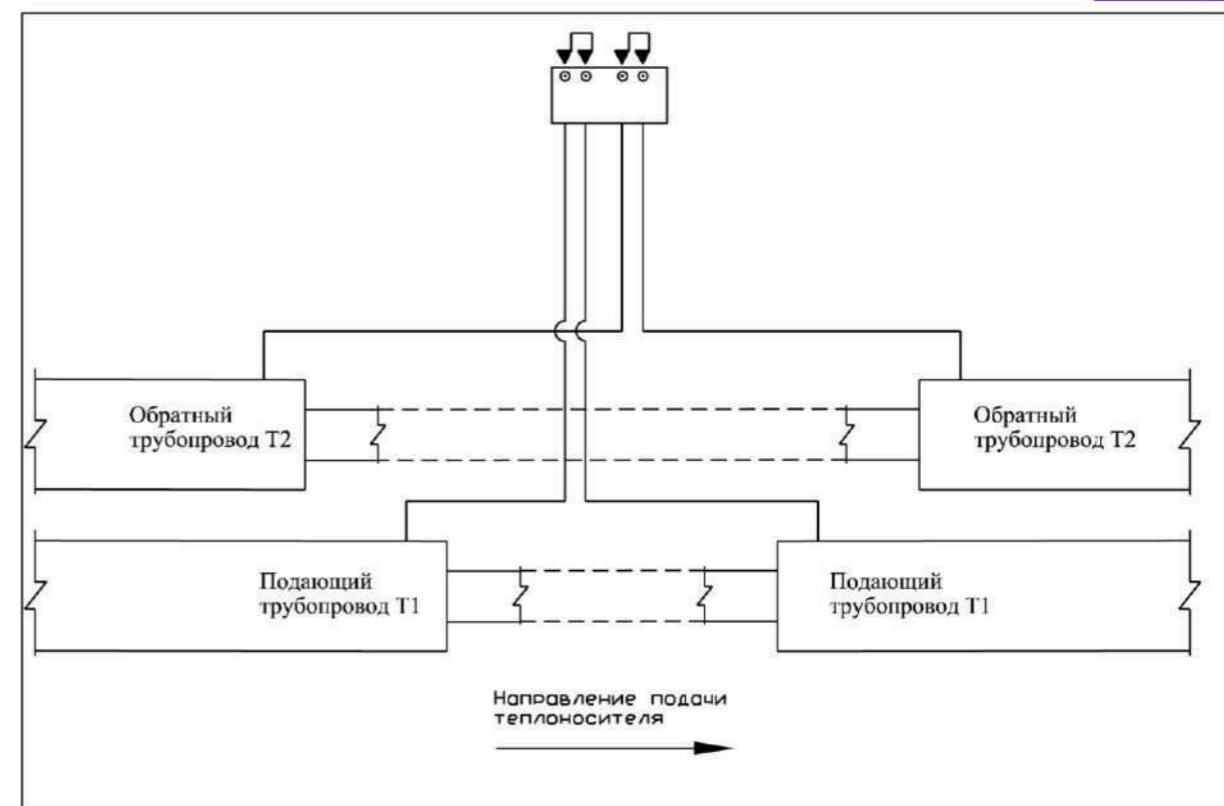 Обратный
трубопровод Т2
Обратный
трубопровод Т2
Подающий
трубопровод Т1
Подающий
трубопровод Т1
Направление подачи
теплоносителя